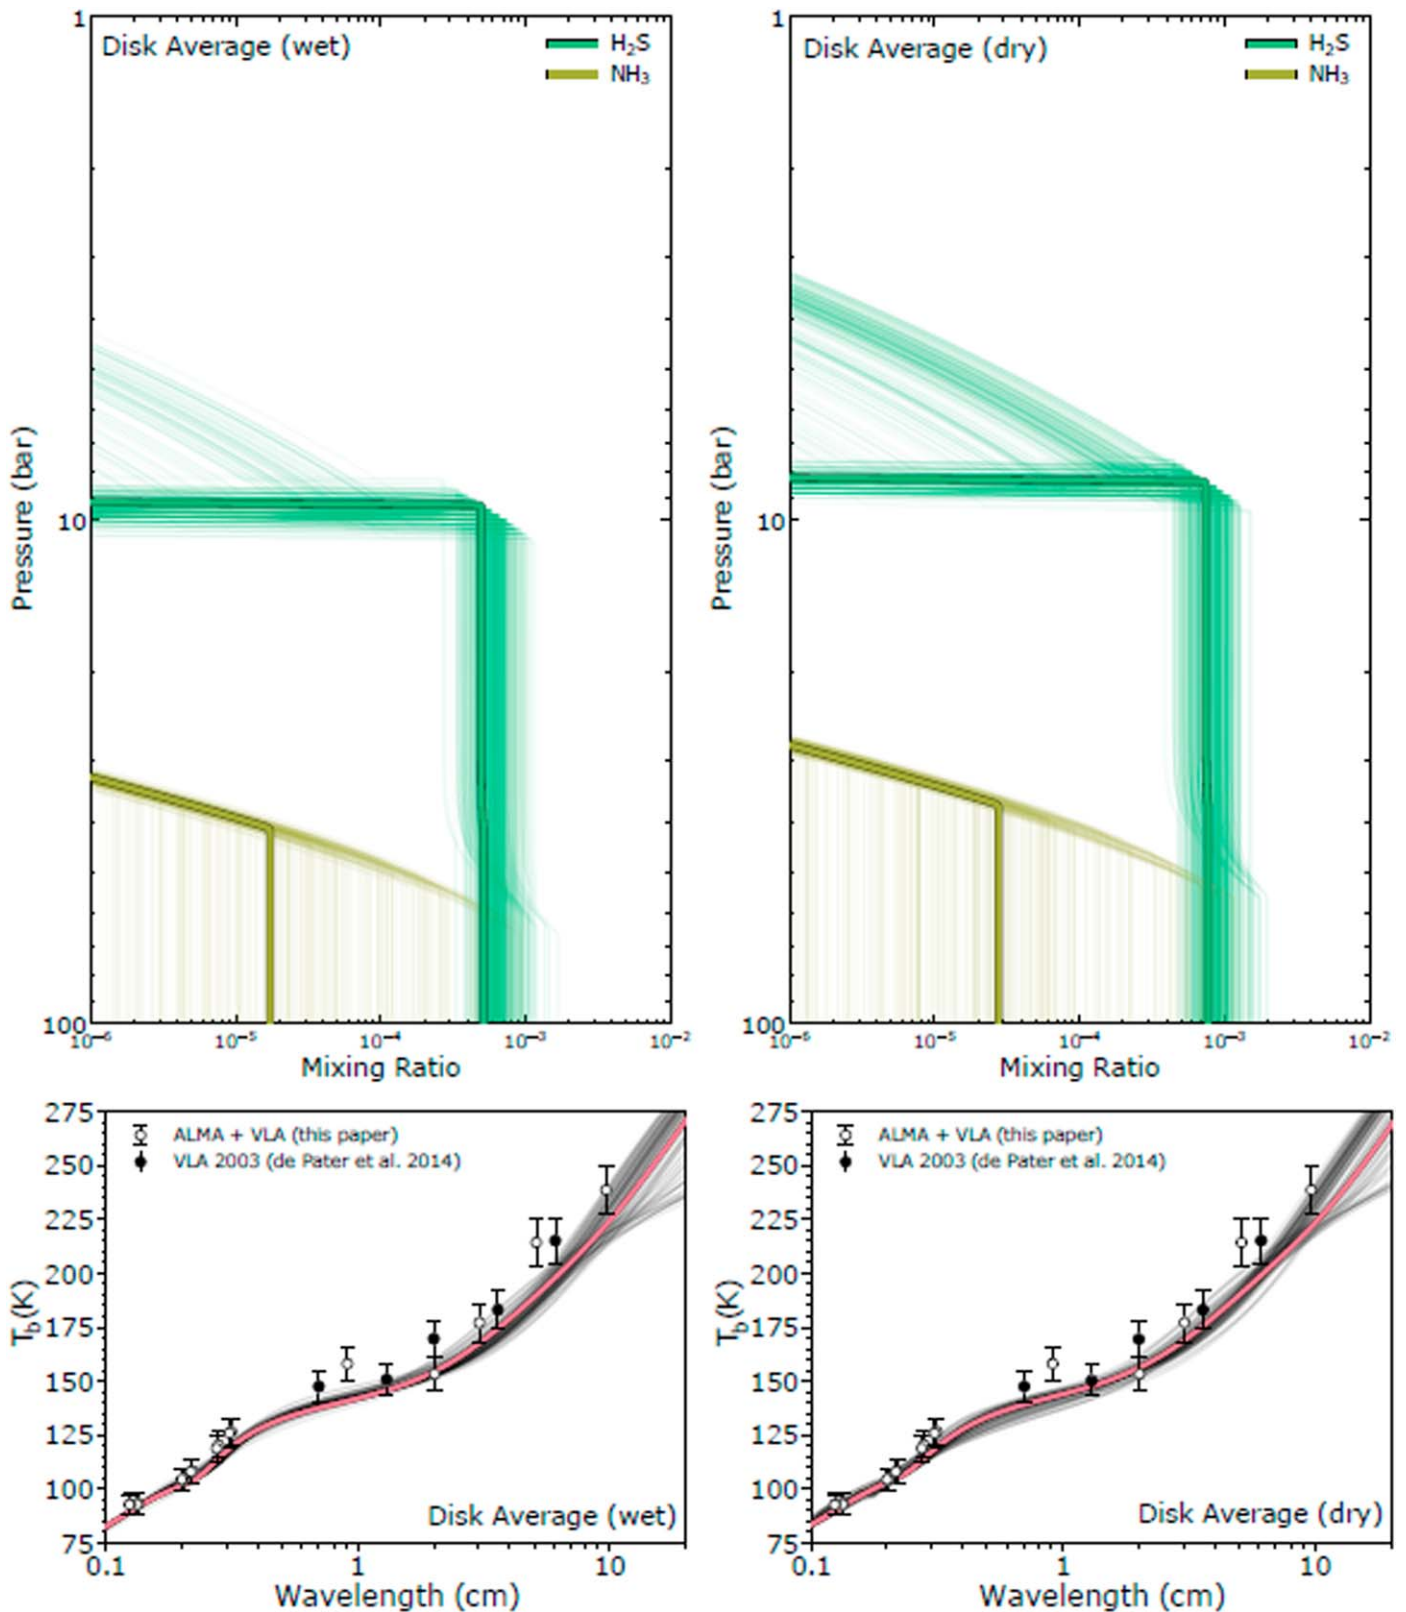 Disk Average (wet)
H₂S
NH₃
1
10
100
Pressure (bar)
10⁻⁶ 10⁻⁵ 10⁻⁴ 10⁻³ 10⁻²
Mixing Ratio
Disk Average (dry)
H₂S
NH₃
1
10
100
Pressure (bar)
10⁻⁶ 10⁻⁵ 10⁻⁴ 10⁻³ 10⁻²
Mixing Ratio
275
250
225
200
175
150
125
100
75
T_b(K)
ALMA + VLA (this paper)
VLA 2003 (de Pater et al. 2014)
Disk Average (wet)
0.1 1 10
Wavelength (cm)
275
250
225
200
175
150
125
100
75
T_b(K)
ALMA + VLA (this paper)
VLA 2003 (de Pater et al. 2014)
Disk Average (dry)
0.1 1 10
Wavelength (cm)